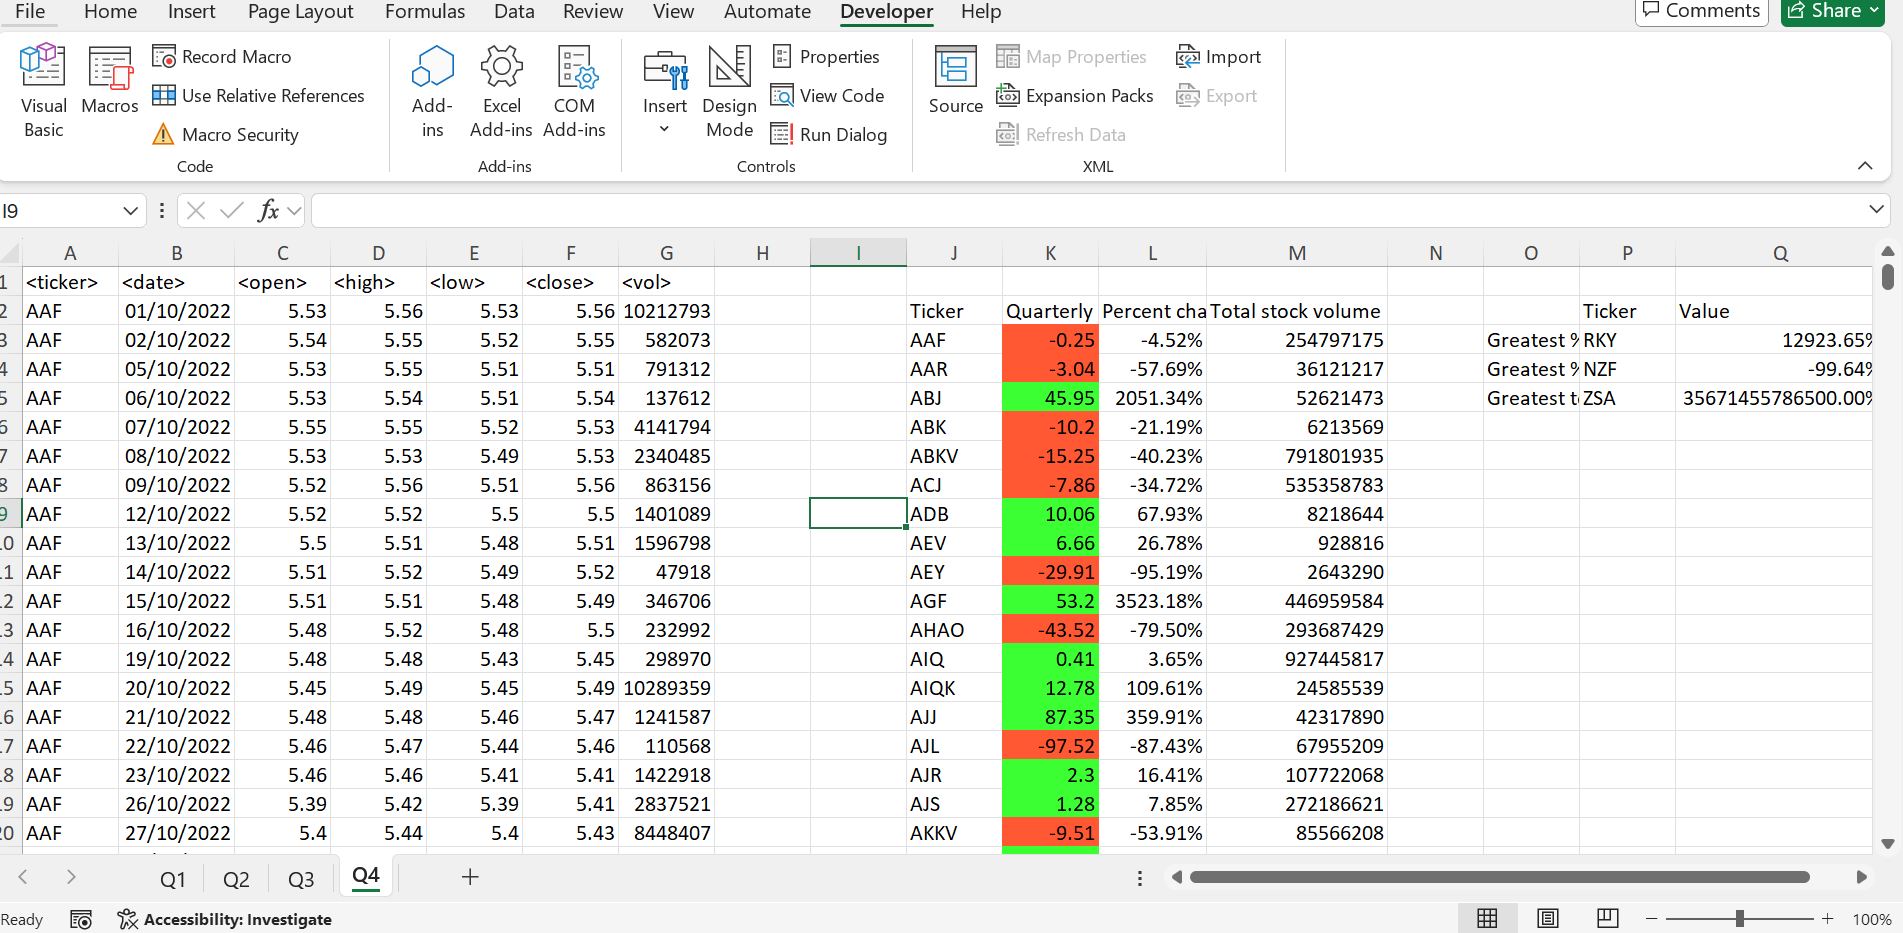 File Home Insert Page Layout Formulas Data Review View Automate Developer Help Comments Share
Visual Basic
Macros
Record Macro
Use Relative References
Macro Security
Code
Add-ins
Excel Add-ins
COM Add-ins
Add-ins
Insert
Design Mode
Properties
View Code
Run Dialog
Controls
Source
Map Properties
Expansion Packs
Refresh Data
Import
Export
XML
I9 fx
A B C D E F G H I J K L M N O P Q
1 <ticker> <date> <open> <high> <low> <close> <vol>
2 AAF 01/10/2022 5.53 5.56 5.53 5.56 10212793 Ticker Quarterly Percent cha Total stock volume Ticker Value
3 AAF 02/10/2022 5.54 5.55 5.52 5.55 582073 AAF -0.25 -4.52% 254797175 Greatest % RKY 12923.65%
4 AAF 05/10/2022 5.53 5.55 5.51 5.51 791312 AAR -3.04 -57.69% 36121217 Greatest % NZF -99.64%
5 AAF 06/10/2022 5.53 5.54 5.51 5.54 137612 ABJ 45.95 2051.34% 52621473 Greatest t ZSA 35671455786500.00%
6 AAF 07/10/2022 5.55 5.55 5.52 5.53 4141794 ABK -10.2 -21.19% 6213569
7 AAF 08/10/2022 5.53 5.53 5.49 5.53 2340485 ABKV -15.25 -40.23% 791801935
8 AAF 09/10/2022 5.52 5.56 5.51 5.56 863156 ACJ -7.86 -34.72% 535358783
9 AAF 12/10/2022 5.52 5.52 5.5 5.5 1401089 ADB 10.06 67.93% 8218644
0 AAF 13/10/2022 5.5 5.51 5.48 5.51 1596798 AEV 6.66 26.78% 928816
1 AAF 14/10/2022 5.51 5.52 5.49 5.52 47918 AEY -29.91 -95.19% 2643290
2 AAF 15/10/2022 5.51 5.51 5.48 5.49 346706 AGF 53.2 3523.18% 446959584
3 AAF 16/10/2022 5.48 5.52 5.48 5.5 232992 AHAO -43.52 -79.50% 293687429
4 AAF 19/10/2022 5.48 5.48 5.43 5.45 298970 AIQ 0.41 3.65% 927445817
5 AAF 20/10/2022 5.45 5.49 5.45 5.49 10289359 AIQK 12.78 109.61% 24585539
6 AAF 21/10/2022 5.48 5.48 5.46 5.47 1241587 AJJ 87.35 359.91% 42317890
7 AAF 22/10/2022 5.46 5.47 5.44 5.46 110568 AJL -97.52 -87.43% 67955209
8 AAF 23/10/2022 5.46 5.46 5.41 5.41 1422918 AJR 2.3 16.41% 107722068
9 AAF 26/10/2022 5.39 5.42 5.39 5.41 2837521 AJS 1.28 7.85% 272186621
0 AAF 27/10/2022 5.4 5.44 5.4 5.43 8448407 AKKV -9.51 -53.91% 85566208
Q1 Q2 Q3 Q4
Ready Accessibility: Investigate 100%